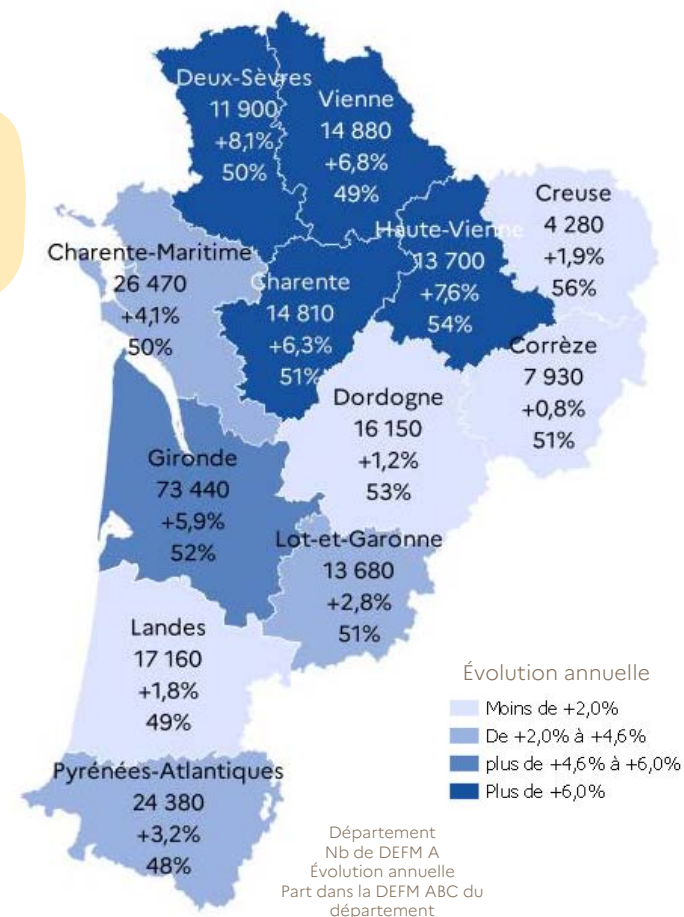 Deux-Sèvres
11 900
+8,1%
50%
Vienne
14 880
+6,8%
49%
Creuse
4 280
+1,9%
56%
Charente-Maritime
26 470
+4,1%
50%
Charente
14 810
+6,3%
51%
Haute-Vienne
13 700
+7,6%
54%
Corrèze
7 930
+0,8%
51%
Dordogne
16 150
+1,2%
53%
Gironde
73 440
+5,9%
52%
Lot-et-Garonne
13 680
+2,8%
51%
Landes
17 160
+1,8%
49%
Pyrénées-Atlantiques
24 380
+3,2%
48%
Évolution annuelle
Moins de +2,0%
De +2,0% à +4,6%
plus de +4,6% à +6,0%
Plus de +6,0%
Département
Nb de DEFM A
Évolution annuelle
Part dans la DEFM ABC du
département